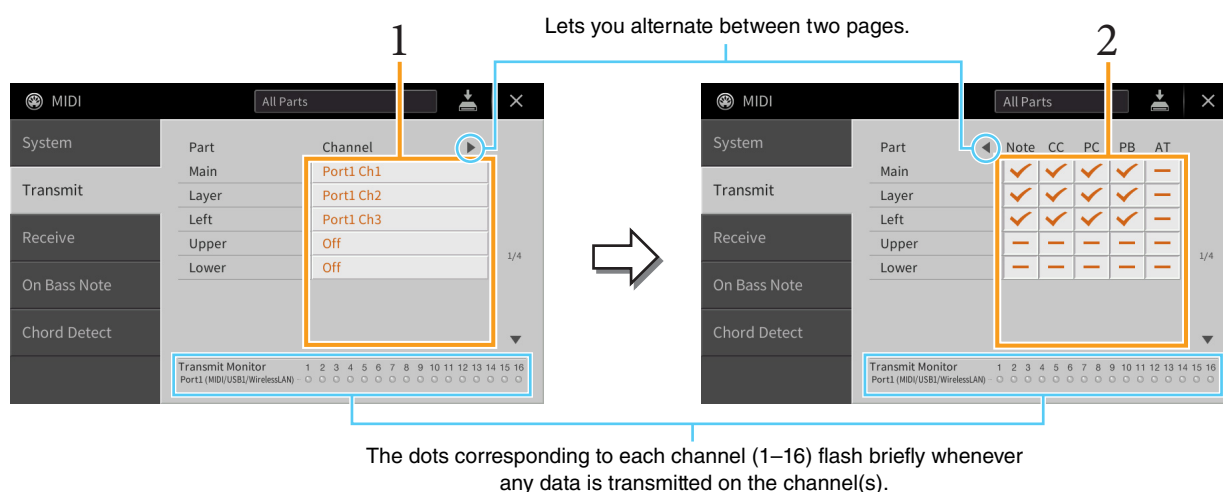 Lets you alternate between two pages.
1
2
MIDI
All Parts
System
Transmit
Receive
On Bass Note
Chord Detect
Part Channel
Main Port1 Ch1
Layer Port1 Ch2
Left Port1 Ch3
Upper Off
Lower Off
1/4
Transmit Monitor 1 2 3 4 5 6 7 8 9 10 11 12 13 14 15 16
Port1 (MIDI/USB1/WirelessLAN)
MIDI
All Parts
System
Transmit
Receive
On Bass Note
Chord Detect
Part Note CC PC PB AT
Main
Layer
Left
Upper
Lower
1/4
Transmit Monitor 1 2 3 4 5 6 7 8 9 10 11 12 13 14 15 16
Port1 (MIDI/USB1/WirelessLAN)
The dots corresponding to each channel (1–16) flash briefly whenever
any data is transmitted on the channel(s).